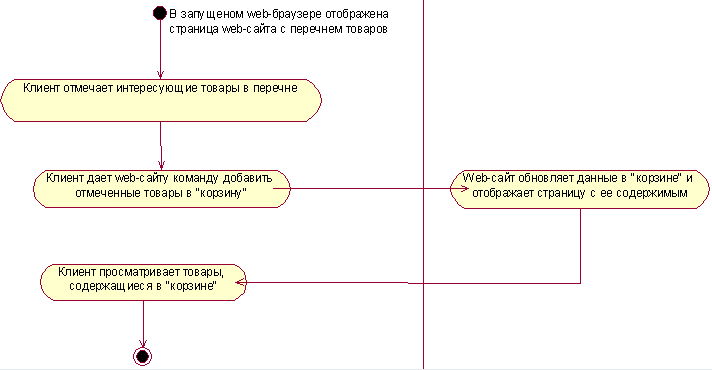 В запущеном web-браузере отображена
страница web-сайта с перечнем товаров
Клиент отмечает интересующие товары в перечне
Клиент дает web-сайту команду добавить
отмеченные товары в "корзину"
Web-сайт обновляет данные в "корзине" и
отображает страницу с ее содержимым
Клиент просматривает товары,
содержащиеся в "корзине"